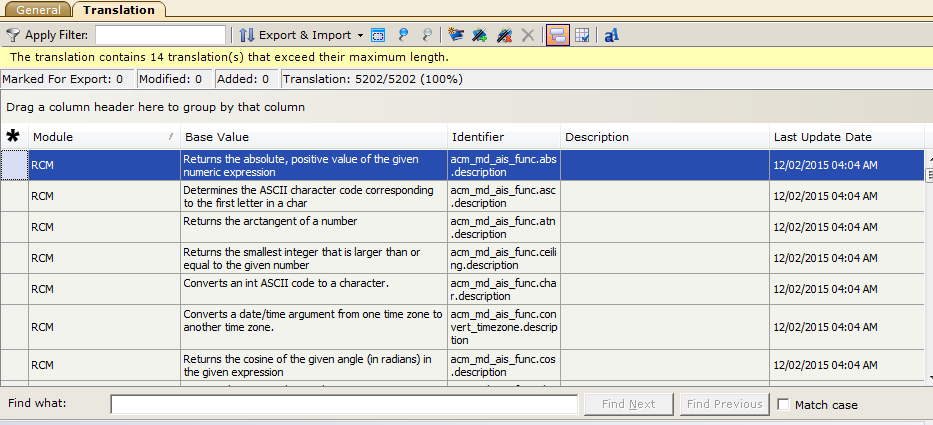 General Translation
Apply Filter: Export & Import
The translation contains 14 translation(s) that exceed their maximum length.
Marked For Export: 0 Modified: 0 Added: 0 Translation: 5202/5202 (100%)
Drag a column header here to group by that column
Module / Base Value Identifier Description Last Update Date
RCM
Returns the absolute, positive value of the given
numeric expression
acm_md_ais_func.abs
.description
12/02/2015 04:04 AM
RCM
Determines the ASCII character code corresponding
to the first letter in a char
acm_md_ais_func.asc
.description
12/02/2015 04:04 AM
RCM
Returns the arctangent of a number
acm_md_ais_func.atn
.description
12/02/2015 04:04 AM
RCM
Returns the smallest integer that is larger than or
equal to the given number
acm_md_ais_func.ceili
ng.description
12/02/2015 04:04 AM
RCM
Converts an int ASCII code to a character.
acm_md_ais_func.cha
r.description
12/02/2015 04:04 AM
RCM
Converts a date/time argument from one time zone to
another time zone.
acm_md_ais_func.con
vert_timezone.descrip
tion
12/02/2015 04:04 AM
RCM
Returns the cosine of the given angle (in radians) in
the given expression
acm_md_ais_func.cos
.description
12/02/2015 04:04 AM
Find what: Find Next Find Previous Match case